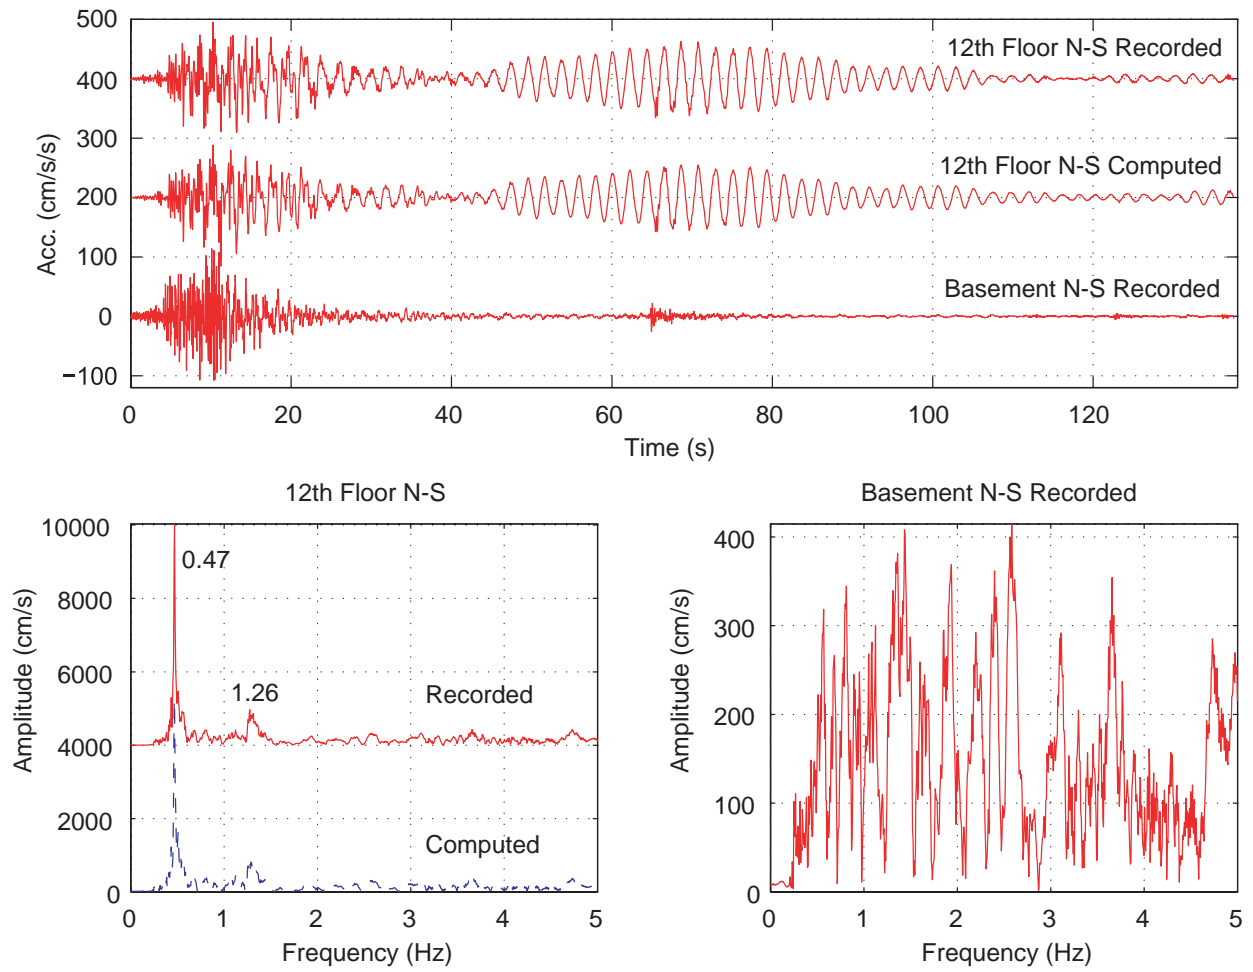 500
400
300
200
100
0
−100
Acc. (cm/s/s)
12th Floor N-S Recorded
12th Floor N-S Computed
Basement N-S Recorded
0 20 40 60 80 100 120
Time (s)
12th Floor N-S
10000
8000
6000
4000
2000
0
Amplitude (cm/s)
0.47
1.26
Recorded
Computed
0 1 2 3 4 5
Frequency (Hz)
Basement N-S Recorded
400
300
200
100
0
Amplitude (cm/s)
0 1 2 3 4 5
Frequency (Hz)